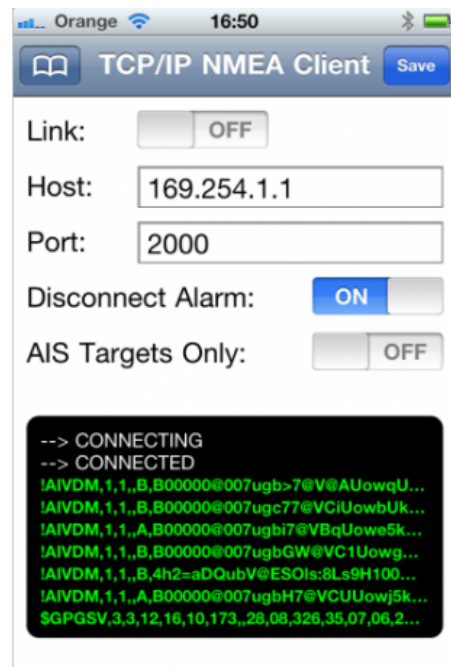 Orange 16:50
TCP/IP NMEA Client Save
Link: OFF
Host: 169.254.1.1
Port: 2000
Disconnect Alarm: ON
AIS Targets Only: OFF
--> CONNECTING
--> CONNECTED
!AIVDM,1,1,,B,B00000@007ugb>7@V@AUowqU...
!AIVDM,1,1,,B,B00000@007ugc77@VCiUowbUk...
!AIVDM,1,1,,A,B00000@007ugbi7@VBqUowe5k...
!AIVDM,1,1,,B,B00000@007ugbGW@VC1Uowg...
!AIVDM,1,1,,B,4h2=aDQubV@ESOIs:8Ls9H100...
!AIVDM,1,1,,A,B00000@007ugbH7@VCUUowj5k...
$GPGSV,3,3,12,16,10,173,,28,08,326,35,07,06,2...